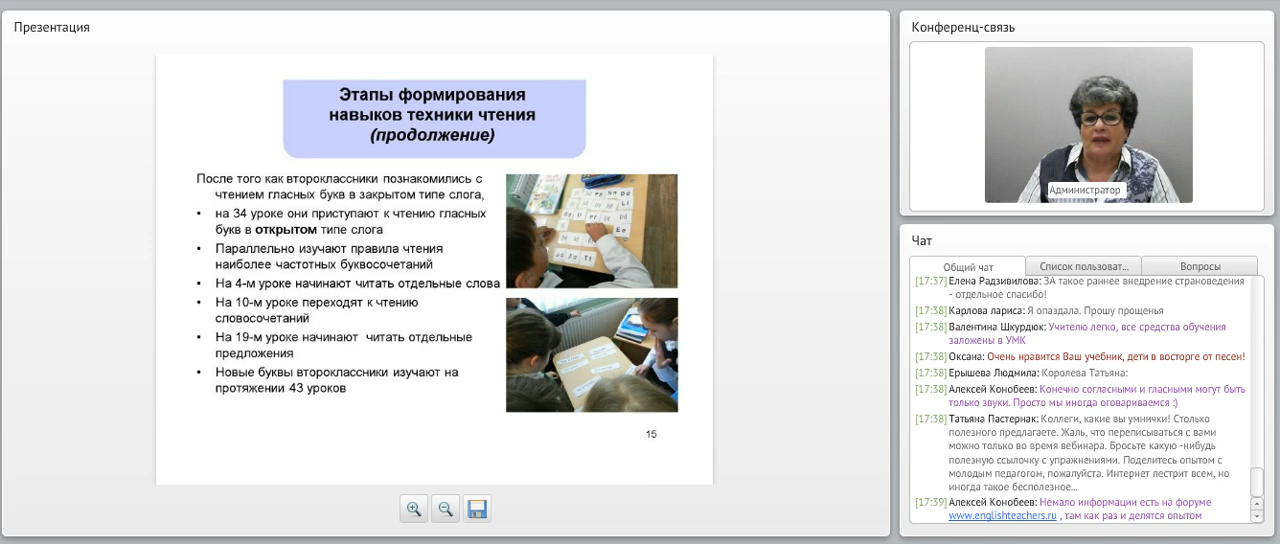 Презентация
Этапы формирования
навыков техники чтения
(продолжение)
После того как второклассники познакомились с
чтением гласных букв в закрытом типе слога,
• на 34 уроке они приступают к чтению гласных
букв в открытом типе слога
• Параллельно изучают правила чтения
наиболее частотных буквосочетаний
• На 4-м уроке начинают читать отдельные слова
• На 10-м уроке переходят к чтению
словосочетаний
• На 19-м уроке начинают читать отдельные
предложения
• Новые буквы второклассники изучают на
протяжении 43 уроков
15
Конференц-связь
Администратор
Чат
Общий чат
Список пользоват...
Вопросы
[17:37] Елена Радзивилова: ЗА такое раннее внедрение страноведения
- отдельное спасибо!
[17:38] Карлова лариса: Я опаздала. Прошу прощенья
[17:38] Валентина Шкурдюк: Учителю легко, все средства обучения
заложены в УМК
[17:38] Оксана: Очень нравится Ваш учебник, дети в восторге от песен!
[17:38] Ерышева Людмила: Королева Татьяна:
[17:38] Алексей Конобеев: Конечно согласными и гласными могут быть
только звуки. Просто мы иногда оговариваемся :)
[17:38] Татьяна Пастернак: Коллеги, какие вы умнички! Столько
полезного предлагаете. Жаль, что переписываться с вами
можно только во время вебинара. Бросьте какую -нибудь
полезную ссылочку с упражнениями. Поделитесь опытом с
молодым педагогом, пожалуйста. Интернет пестрит всем, но
иногда такое бесполезное...
[17:39] Алексей Конобеев: Немало информации есть на форуме
www.englishteachers.ru , там как раз и делятся опытом